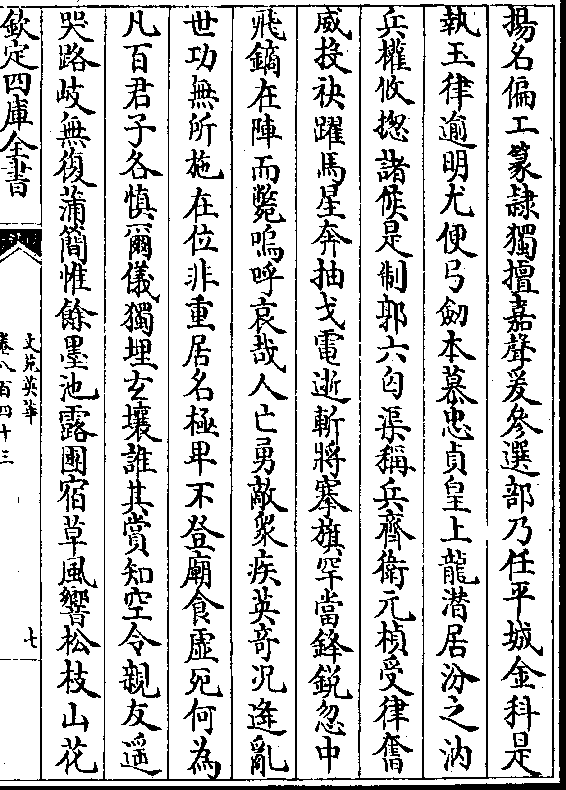 揚名偏工篆隷獨擅嘉聲爰參選部乃任平城金科是
執玉律逾明尤便弓劒本慕忠貞皇上龍潛居汾之汭
兵權攸揔諸候是制郭六匃渠稱兵齊衛元楨受律奮
威投袂躍馬星奔抽戈電逝斬將搴旗罕當鋒鋭忽中
飛鏑在陣而斃嗚呼哀哉人亡勇敵衆疾英竒況逢亂
世功無所施在位非重居名極卑不登廟食虚死何為
凡百君子各慎爾儀獨埋玄壤誰其賞知空令親友遥
哭路岐無復蒲簡惟餘墨池露團宿草風響松枝山花
欽定四庫全書
文苑英華
卷八百四十三
七